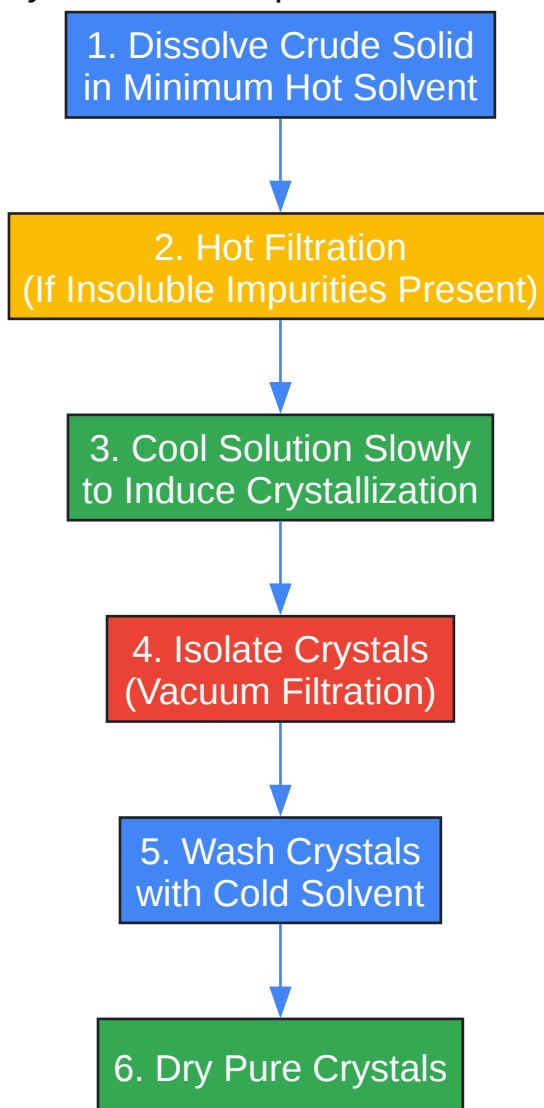 1. Dissolve Crude Solid
in Minimum Hot Solvent
2. Hot Filtration
(If Insoluble Impurities Present)
3. Cool Solution Slowly
to Induce Crystallization
4. Isolate Crystals
(Vacuum Filtration)
5. Wash Crystals
with Cold Solvent
6. Dry Pure Crystals